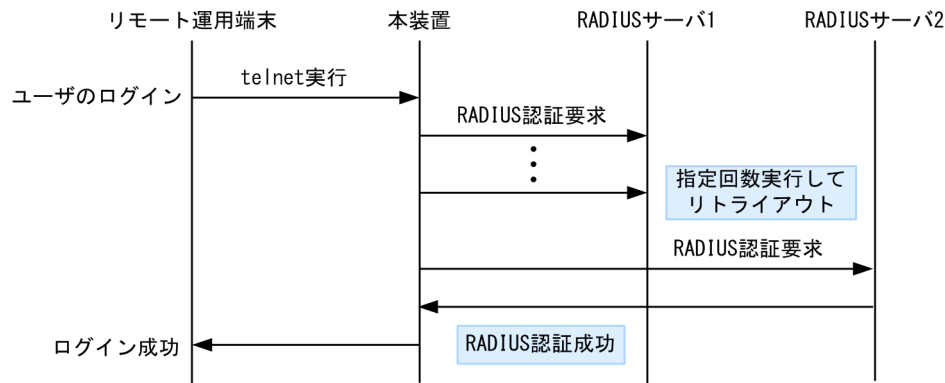 リモート運用端末
本装置
RADIUSサーバ1
RADIUSサーバ2
telnet実行
ユーザのログイン
RADIUS認証要求
指定回数実行して
リトライアウト
RADIUS認証要求
RADIUS認証成功
ログイン成功